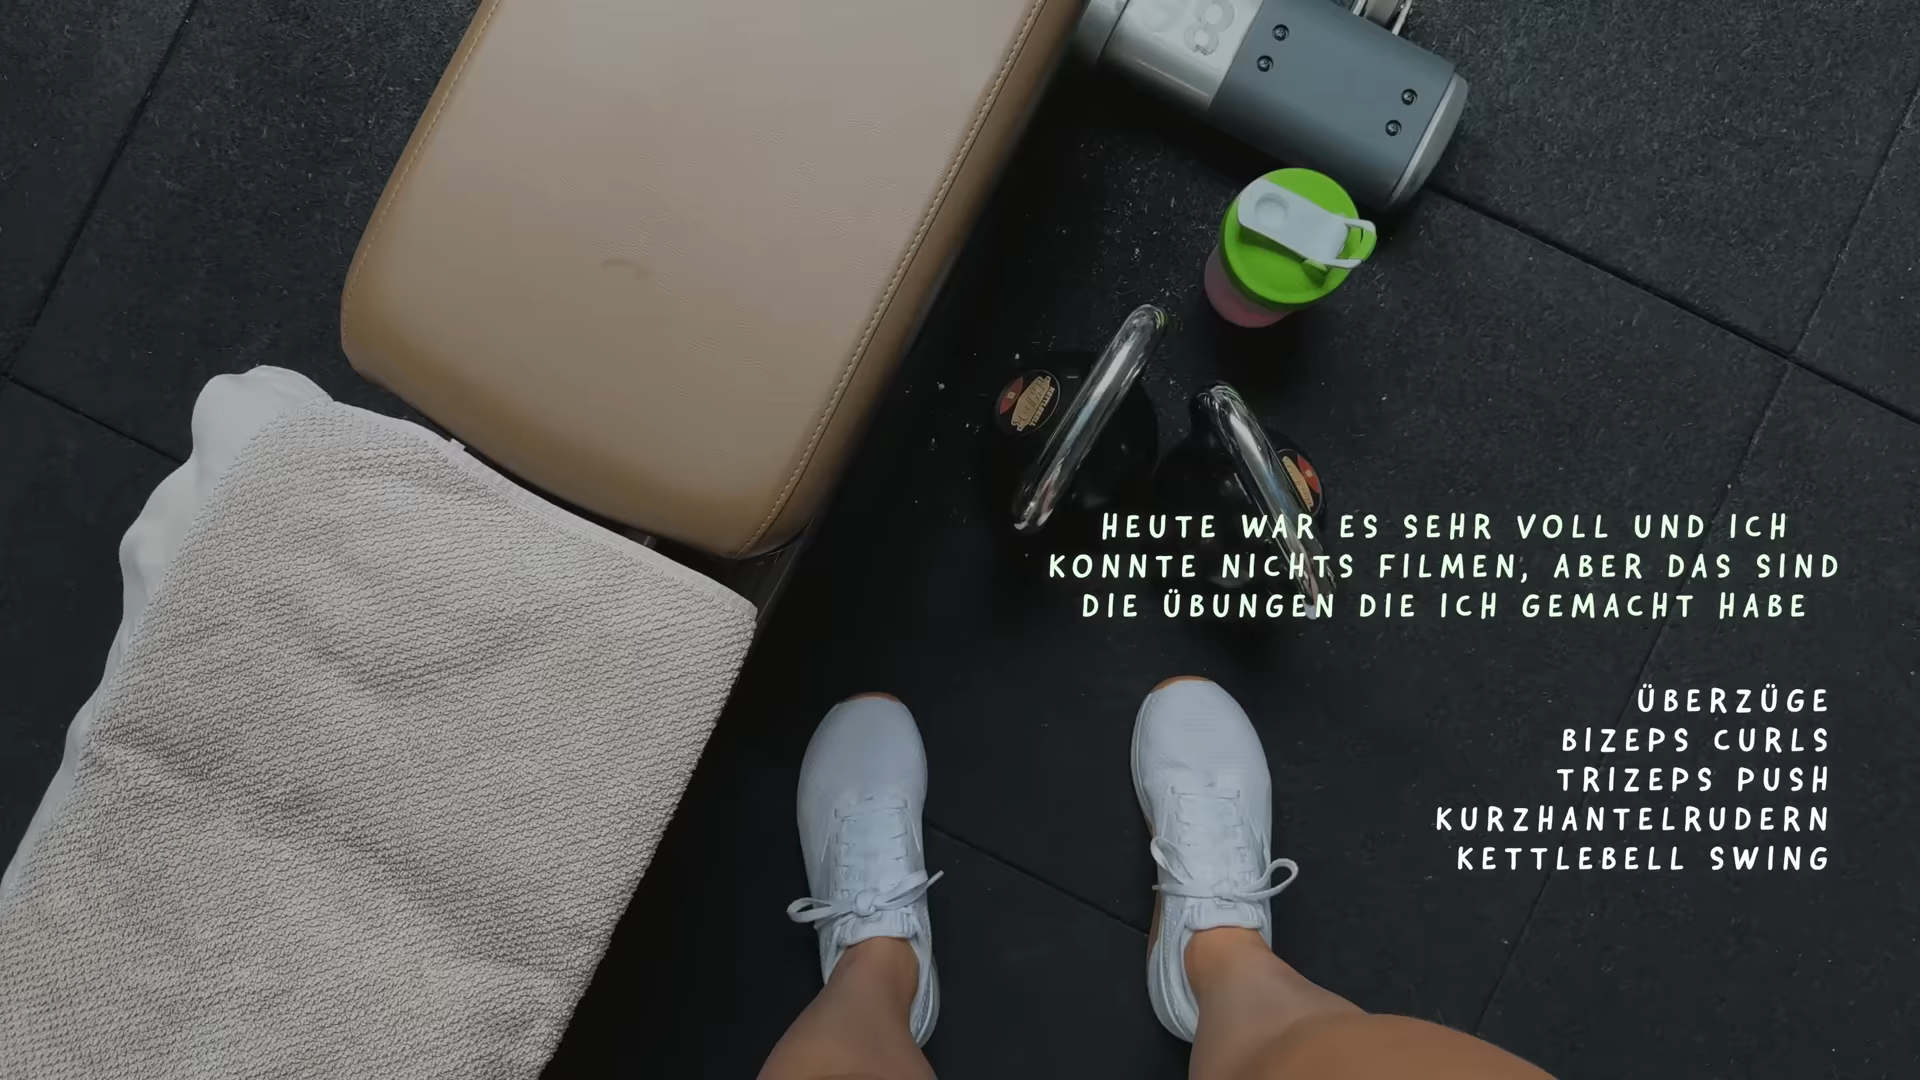 HEUTE WAR ES SEHR VOLL UND ICH
KONNTE NICHTS FILMEN, ABER DAS SIND
DIE ÜBUNGEN DIE ICH GEMACHT HABE
ÜBERZÜGE
BIZEPS CURLS
TRIZEPS PUSH
KURZHANTELRUDERN
KETTLEBELL SWING